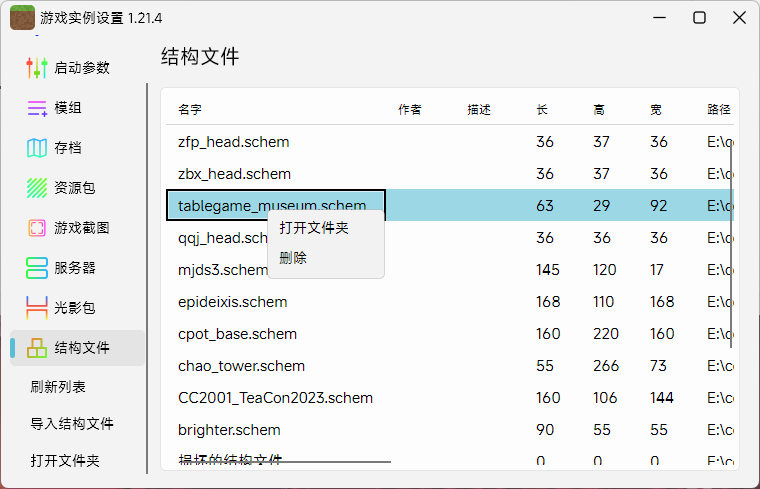 游戏实例设置 1.21.4
启动参数
模组
存档
资源包
游戏截图
服务器
光影包
结构文件
刷新列表
导入结构文件
打开文件夹
结构文件
名字 作者 描述 长 高 宽 路径
zfp_head.schem 36 37 36 E:\
zbx_head.schem 36 37 36 E:\
tablegame_museum.schem 63 29 92 E:\
qqj_head.sch 36 36 36 E:\
mjds3.schem 145 120 17 E:\
epideixis.schem 168 110 168 E:\
cpot_base.schem 160 220 160 E:\
chao_tower.schem 55 266 73 E:\
CC2001_TeaCon2023.schem 160 106 144 E:\
brighter.schem 90 55 55 E:\
损坏的结构文件 0 0 0 E:\
打开文件夹
删除